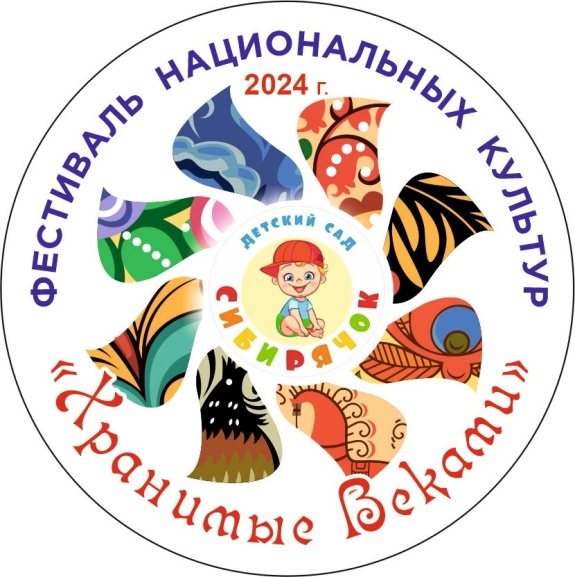 ФЕСТИВАЛЬ НАЦИОНАЛЬНЫХ КУЛЬТУР
2024 г.
ДЕТСКИЙ САД
СИБИРЯЧОК
«Хранимые Веками»